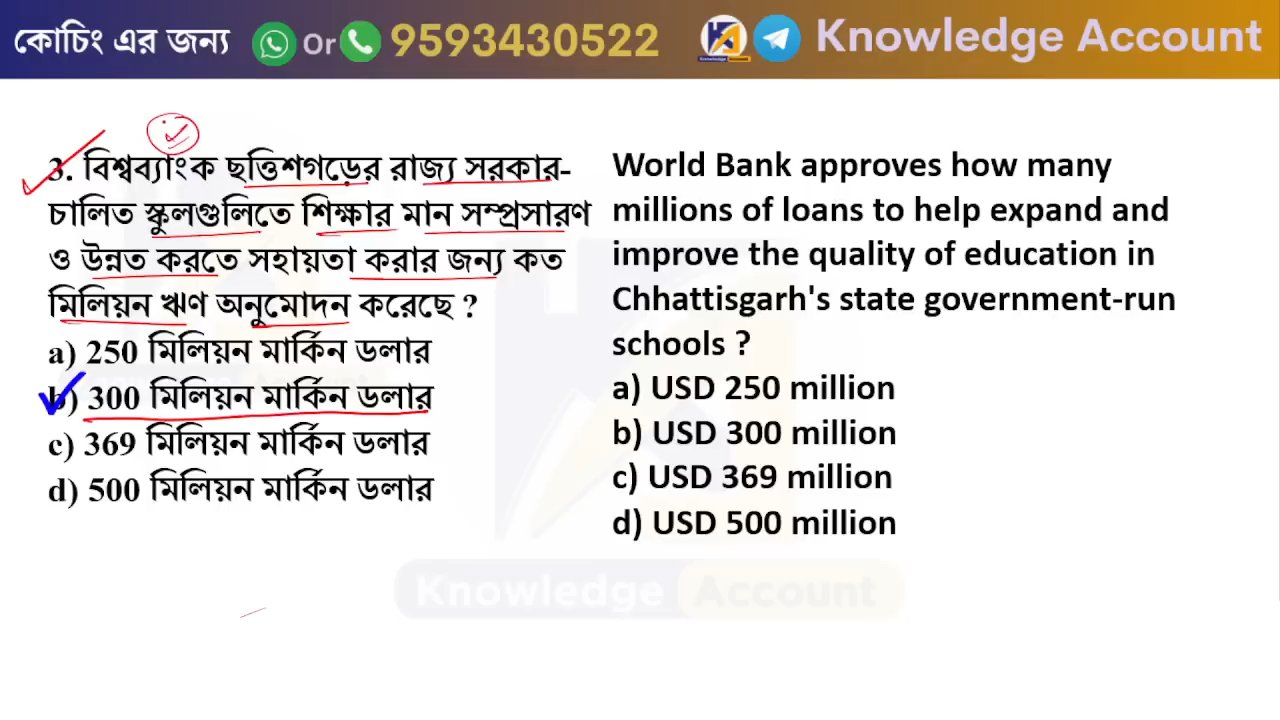 কোচিং এর জন্য Or 9593430522 Knowledge Account
3. বিশ্বব্যাংক ছত্তিশগড়ের রাজ্য সরকার-
চালিত স্কুলগুলিতে শিক্ষার মান সম্প্রসারণ
ও উন্নত করতে সহায়তা করার জন্য কত
মিলিয়ন ঋণ অনুমোদন করেছে ?
a) 250 মিলিয়ন মার্কিন ডলার
b) 300 মিলিয়ন মার্কিন ডলার
c) 369 মিলিয়ন মার্কিন ডলার
d) 500 মিলিয়ন মার্কিন ডলার
World Bank approves how many
millions of loans to help expand and
improve the quality of education in
Chhattisgarh's state government-run
schools ?
a) USD 250 million
b) USD 300 million
c) USD 369 million
d) USD 500 million
Knowledge Account